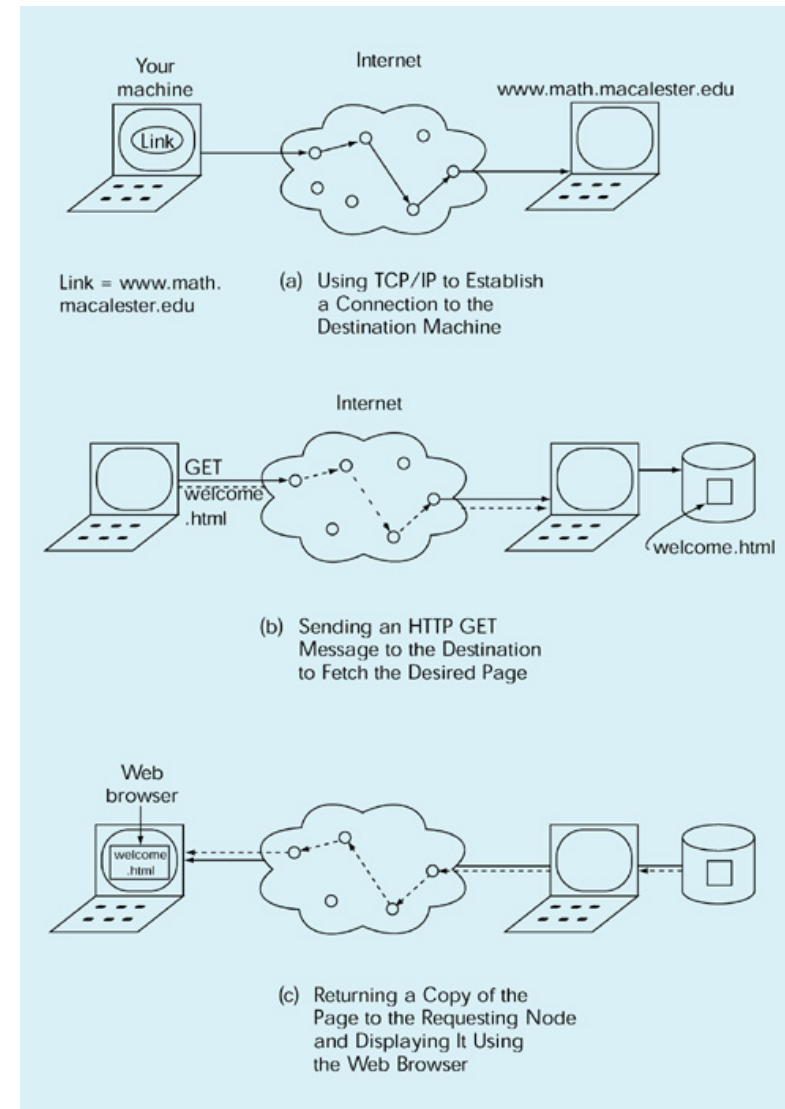 Your
machine
Internet
www.math.macalester.edu
Link
Link = www.math.
macalester.edu
(a) Using TCP/IP to Establish
a Connection to the
Destination Machine
Internet
GET
welcome
.html
welcome.html
(b) Sending an HTTP GET
Message to the Destination
to Fetch the Desired Page
Web
browser
welcome
.html
(c) Returning a Copy of the
Page to the Requesting Node
and Displaying It Using
the Web Browser